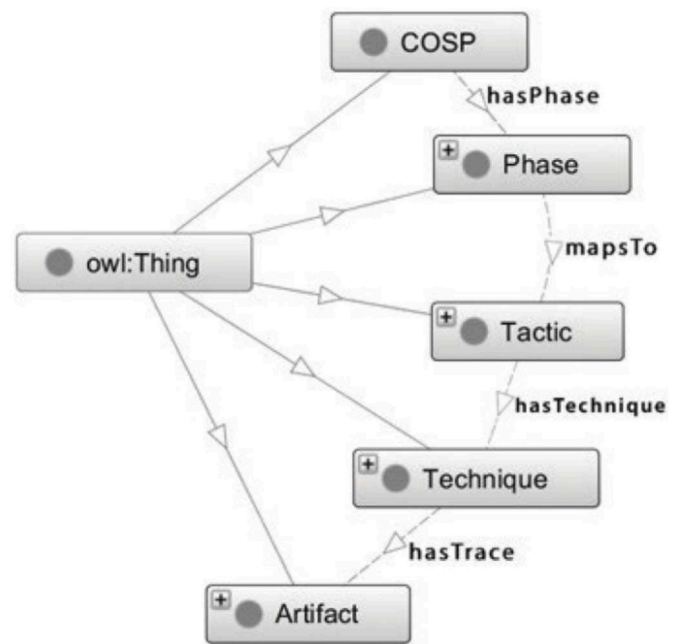 COSP
hasPhase
Phase
owl:Thing
mapsTo
Tactic
hasTechnique
Technique
hasTrace
Artifact